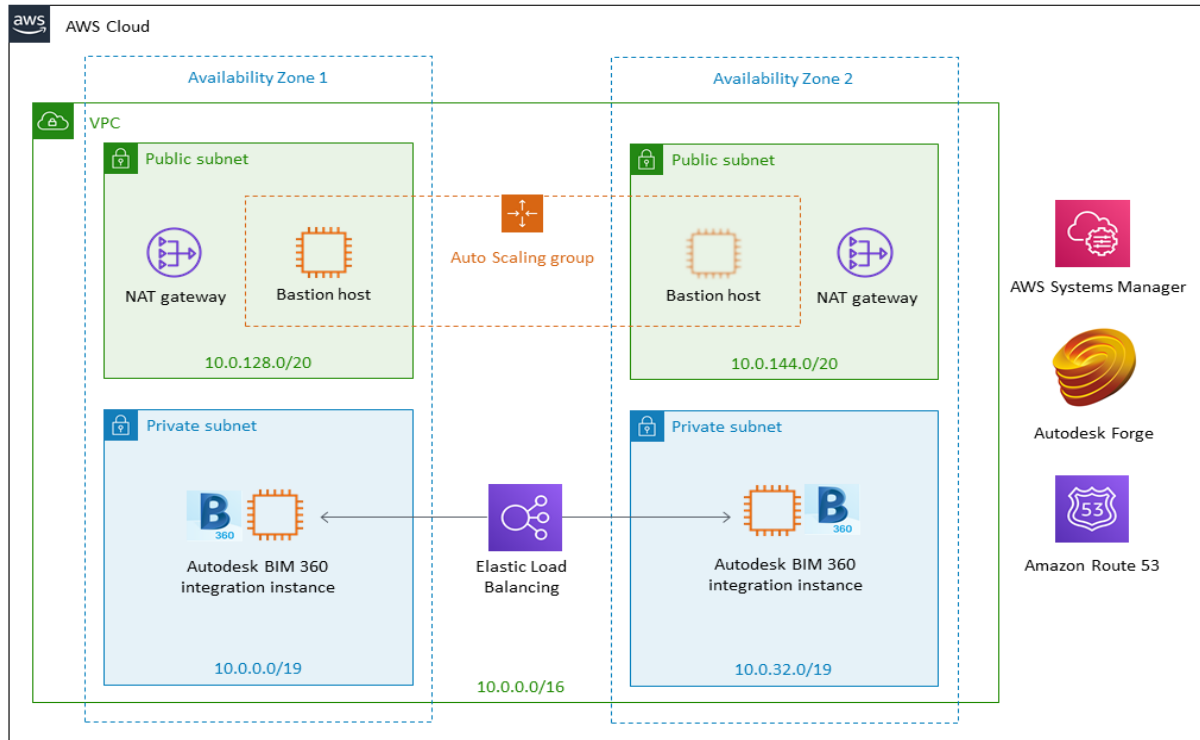 aws
AWS Cloud
Availability Zone 1
Availability Zone 2
VPC
Public subnet
Public subnet
NAT gateway
Bastion host
Auto Scaling group
Bastion host
NAT gateway
10.0.128.0/20
10.0.144.0/20
AWS Systems Manager
Autodesk Forge
Private subnet
Private subnet
B
360
B
360
53
Autodesk BIM 360
integration instance
Elastic Load
Balancing
Autodesk BIM 360
integration instance
Amazon Route 53
10.0.0.0/19
10.0.0.0/16
10.0.32.0/19